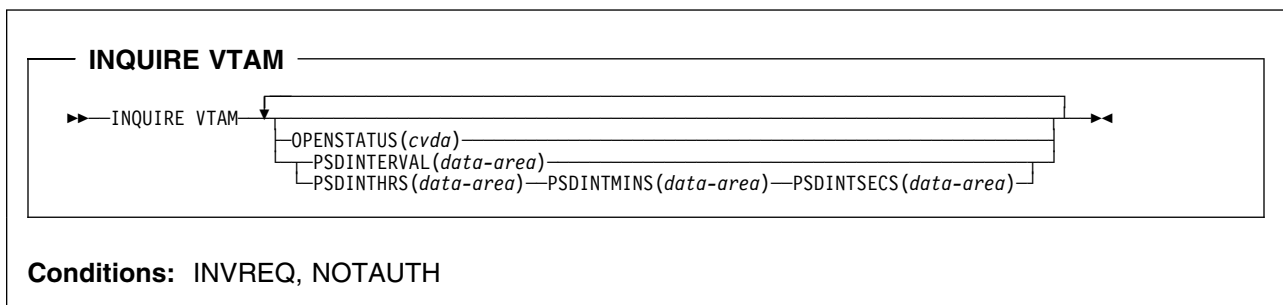 INQUIRE VTAM
INQUIRE VTAM
OPENSTATUS(cvda)
PSDINTERVAL(data-area)
PSDINTHRS(data-area) PSDINTMINS(data-area) PSDINTSECS(data-area)
Conditions: INVREQ, NOTAUTH